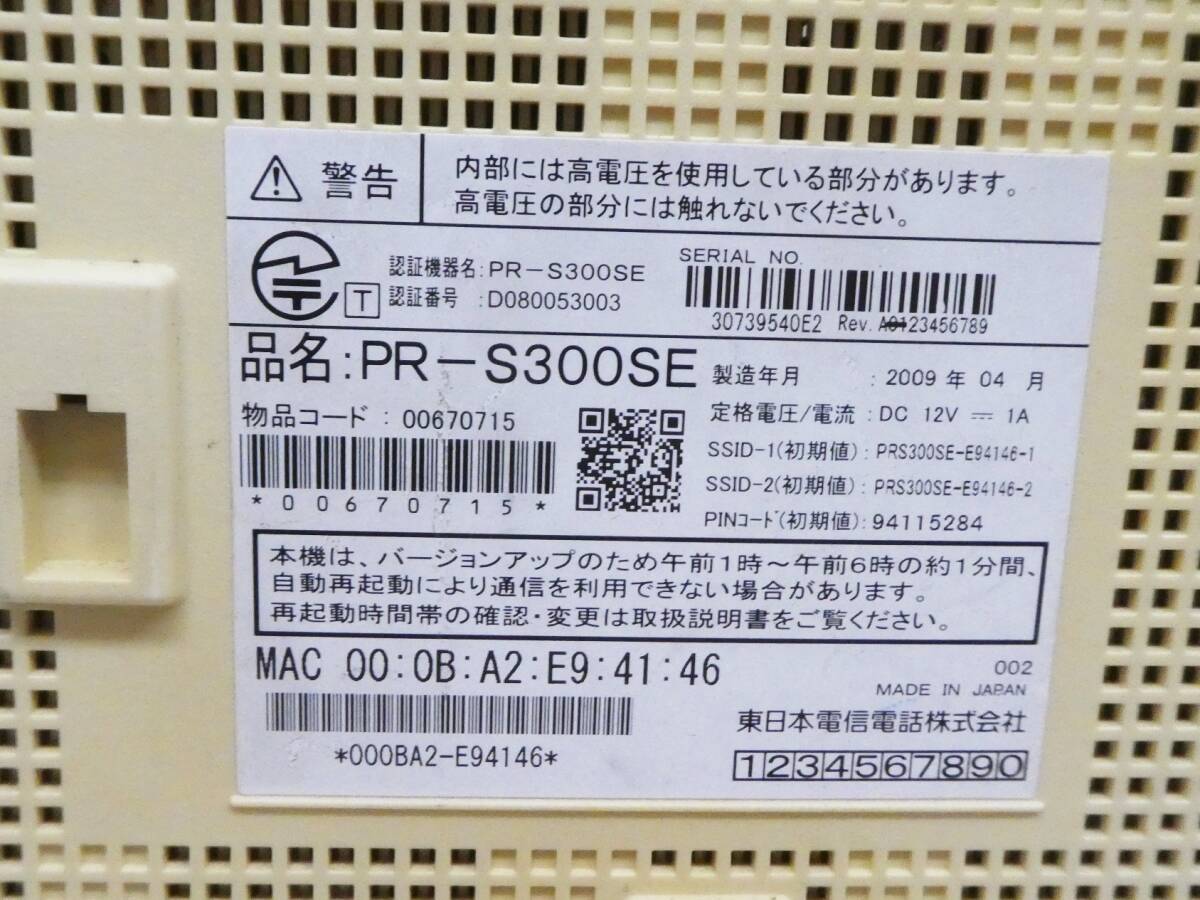 警告
内部には高電圧を使用している部分があります。
高電圧の部分には触れないでください。
T
認証機器名:PR-S300SE
認証番号 :D080053003
SERIAL NO.
30739540E2 Rev. A0123456789
品名:PR-S300SE
物品コード : 00670715
*00670715*
製造年月 : 2009 年 04 月
定格電圧/電流 : DC 12V ⎓ 1A
SSID-1(初期値) : PRS300SE-E94146-1
SSID-2(初期値) : PRS300SE-E94146-2
PINコード(初期値):94115284
本機は、バージョンアップのため午前1時~午前6時の約1分間、
自動再起動により通信を利用できない場合があります。
再起動時間帯の確認・変更は取扱説明書をご覧ください。
MAC 00:0B:A2:E9:41:46
*000BA2-E94146*
002
MADE IN JAPAN
東日本電信電話株式会社
1234567890